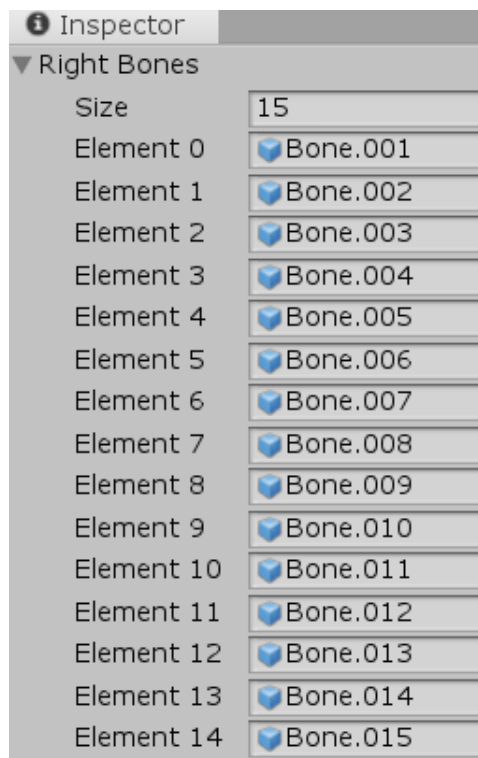 Inspector
Right Bones
Size 15
Element 0 Bone.001
Element 1 Bone.002
Element 2 Bone.003
Element 3 Bone.004
Element 4 Bone.005
Element 5 Bone.006
Element 6 Bone.007
Element 7 Bone.008
Element 8 Bone.009
Element 9 Bone.010
Element 10 Bone.011
Element 11 Bone.012
Element 12 Bone.013
Element 13 Bone.014
Element 14 Bone.015